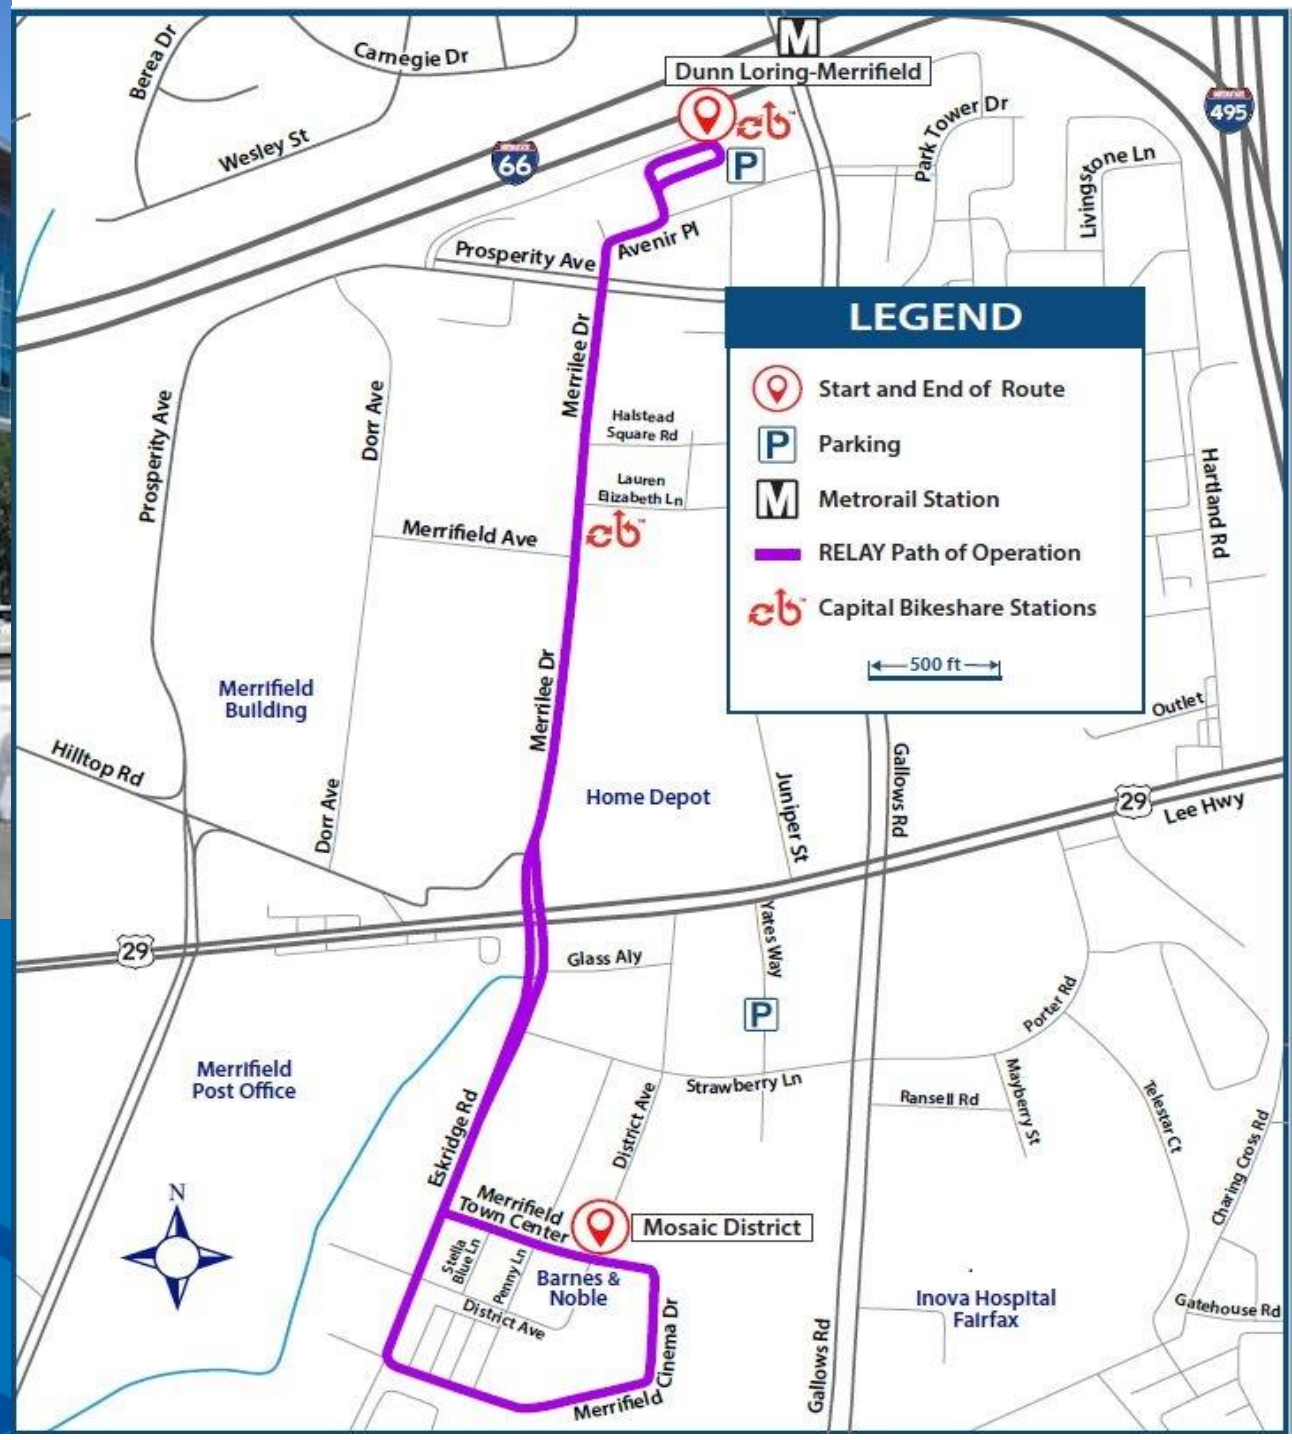 Berea Dr
Carnegie Dr
Wesley St
INTERSTATE
66
M
Dunn Loring-Merrifield
cb™
P
Park Tower Dr
Livingstone Ln
INTERSTATE
495
Avenir Pl
Prosperity Ave
Merrilee Dr
Prosperity Ave
Dorr Ave
Halstead
Square Rd
Lauren
Elizabeth Ln
cb™
Merrifield Ave
LEGEND
Start and End of Route
P Parking
M Metrorail Station
RELAY Path of Operation
cb™ Capital Bikeshare Stations
500 ft
Hartland Rd
Outlet
Merrifield
Building
Merrilee Dr
Hilltop Rd
Dorr Ave
Home Depot
Juniper St
Gallows Rd
29
Lee Hwy
29
Glass Aly
Yates Way
P
Porter Rd
Merrifield
Post Office
Strawberry Ln
Ransell Rd
Mayberry St
Telestar Ct
Charing Cross Rd
Eskridge Rd
District Ave
N
Merrifield
Town Center
Mosaic District
Stella
Blue Ln
Penny Ln
Barnes &
Noble
District Ave
Inova Hospital
Fairfax
Gatehouse Rd
Merrifield Cinema Dr
Gallows Rd